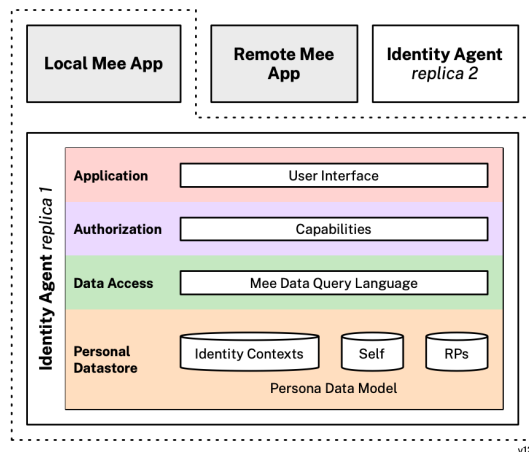 Local Mee App
Remote Mee
App
Identity Agent
replica 2
Identity Agent replica 1
Application
User Interface
Authorization
Capabilities
Data Access
Mee Data Query Language
Personal
Datastore
Identity Contexts
Self
RPs
Persona Data Model